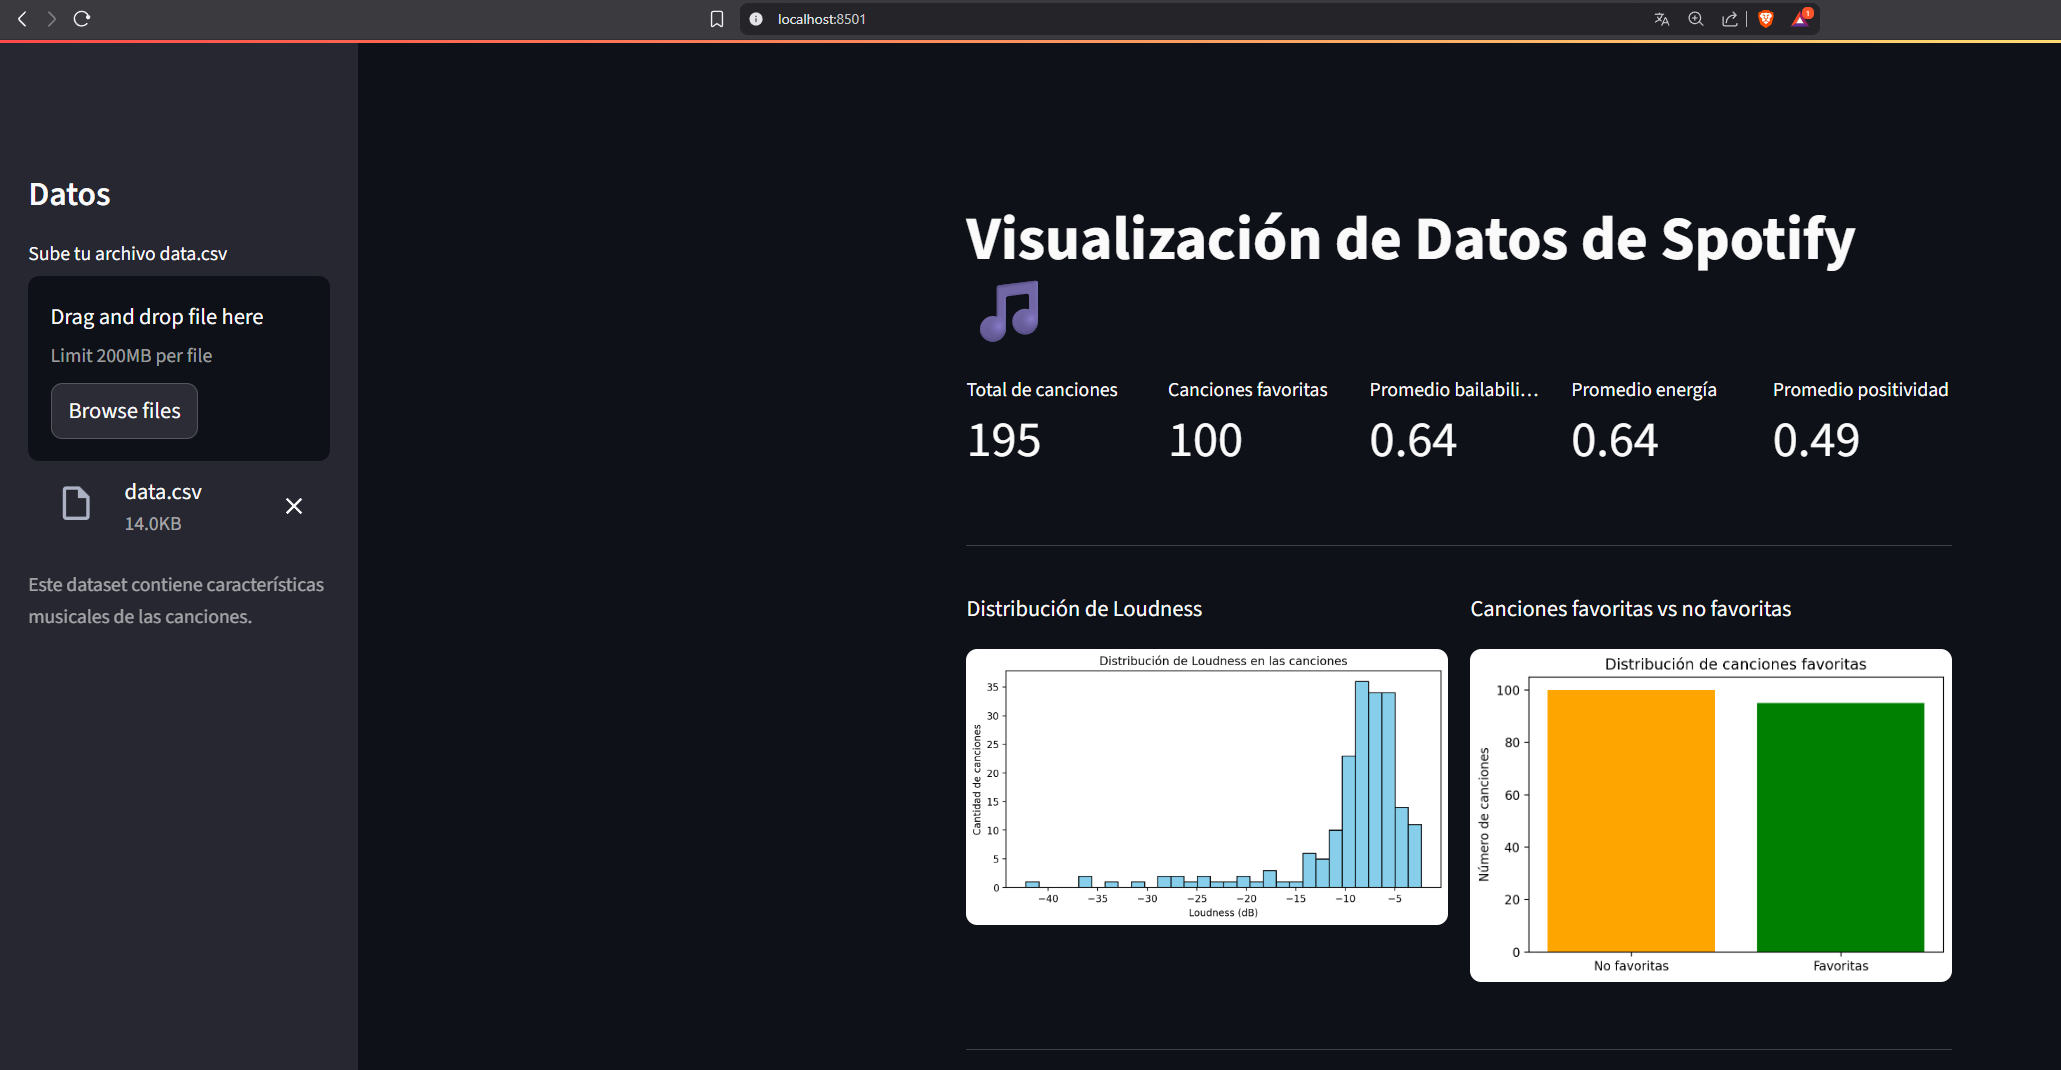 localhost:8501
1
Datos
Sube tu archivo data.csv
Drag and drop file here
Limit 200MB per file
Browse files
data.csv
14.0KB
Este dataset contiene características
musicales de las canciones.
Visualización de Datos de Spotify
Total de canciones
195
Canciones favoritas
100
Promedio bailabili...
0.64
Promedio energía
0.64
Promedio positividad
0.49
Distribución de Loudness
Distribución de Loudness en las canciones
Cantidad de canciones
35
30
25
20
15
10
5
0
−40 −35 −30 −25 −20 −15 −10 −5
Loudness (dB)
Canciones favoritas vs no favoritas
Distribución de canciones favoritas
Número de canciones
100
80
60
40
20
0
No favoritas Favoritas